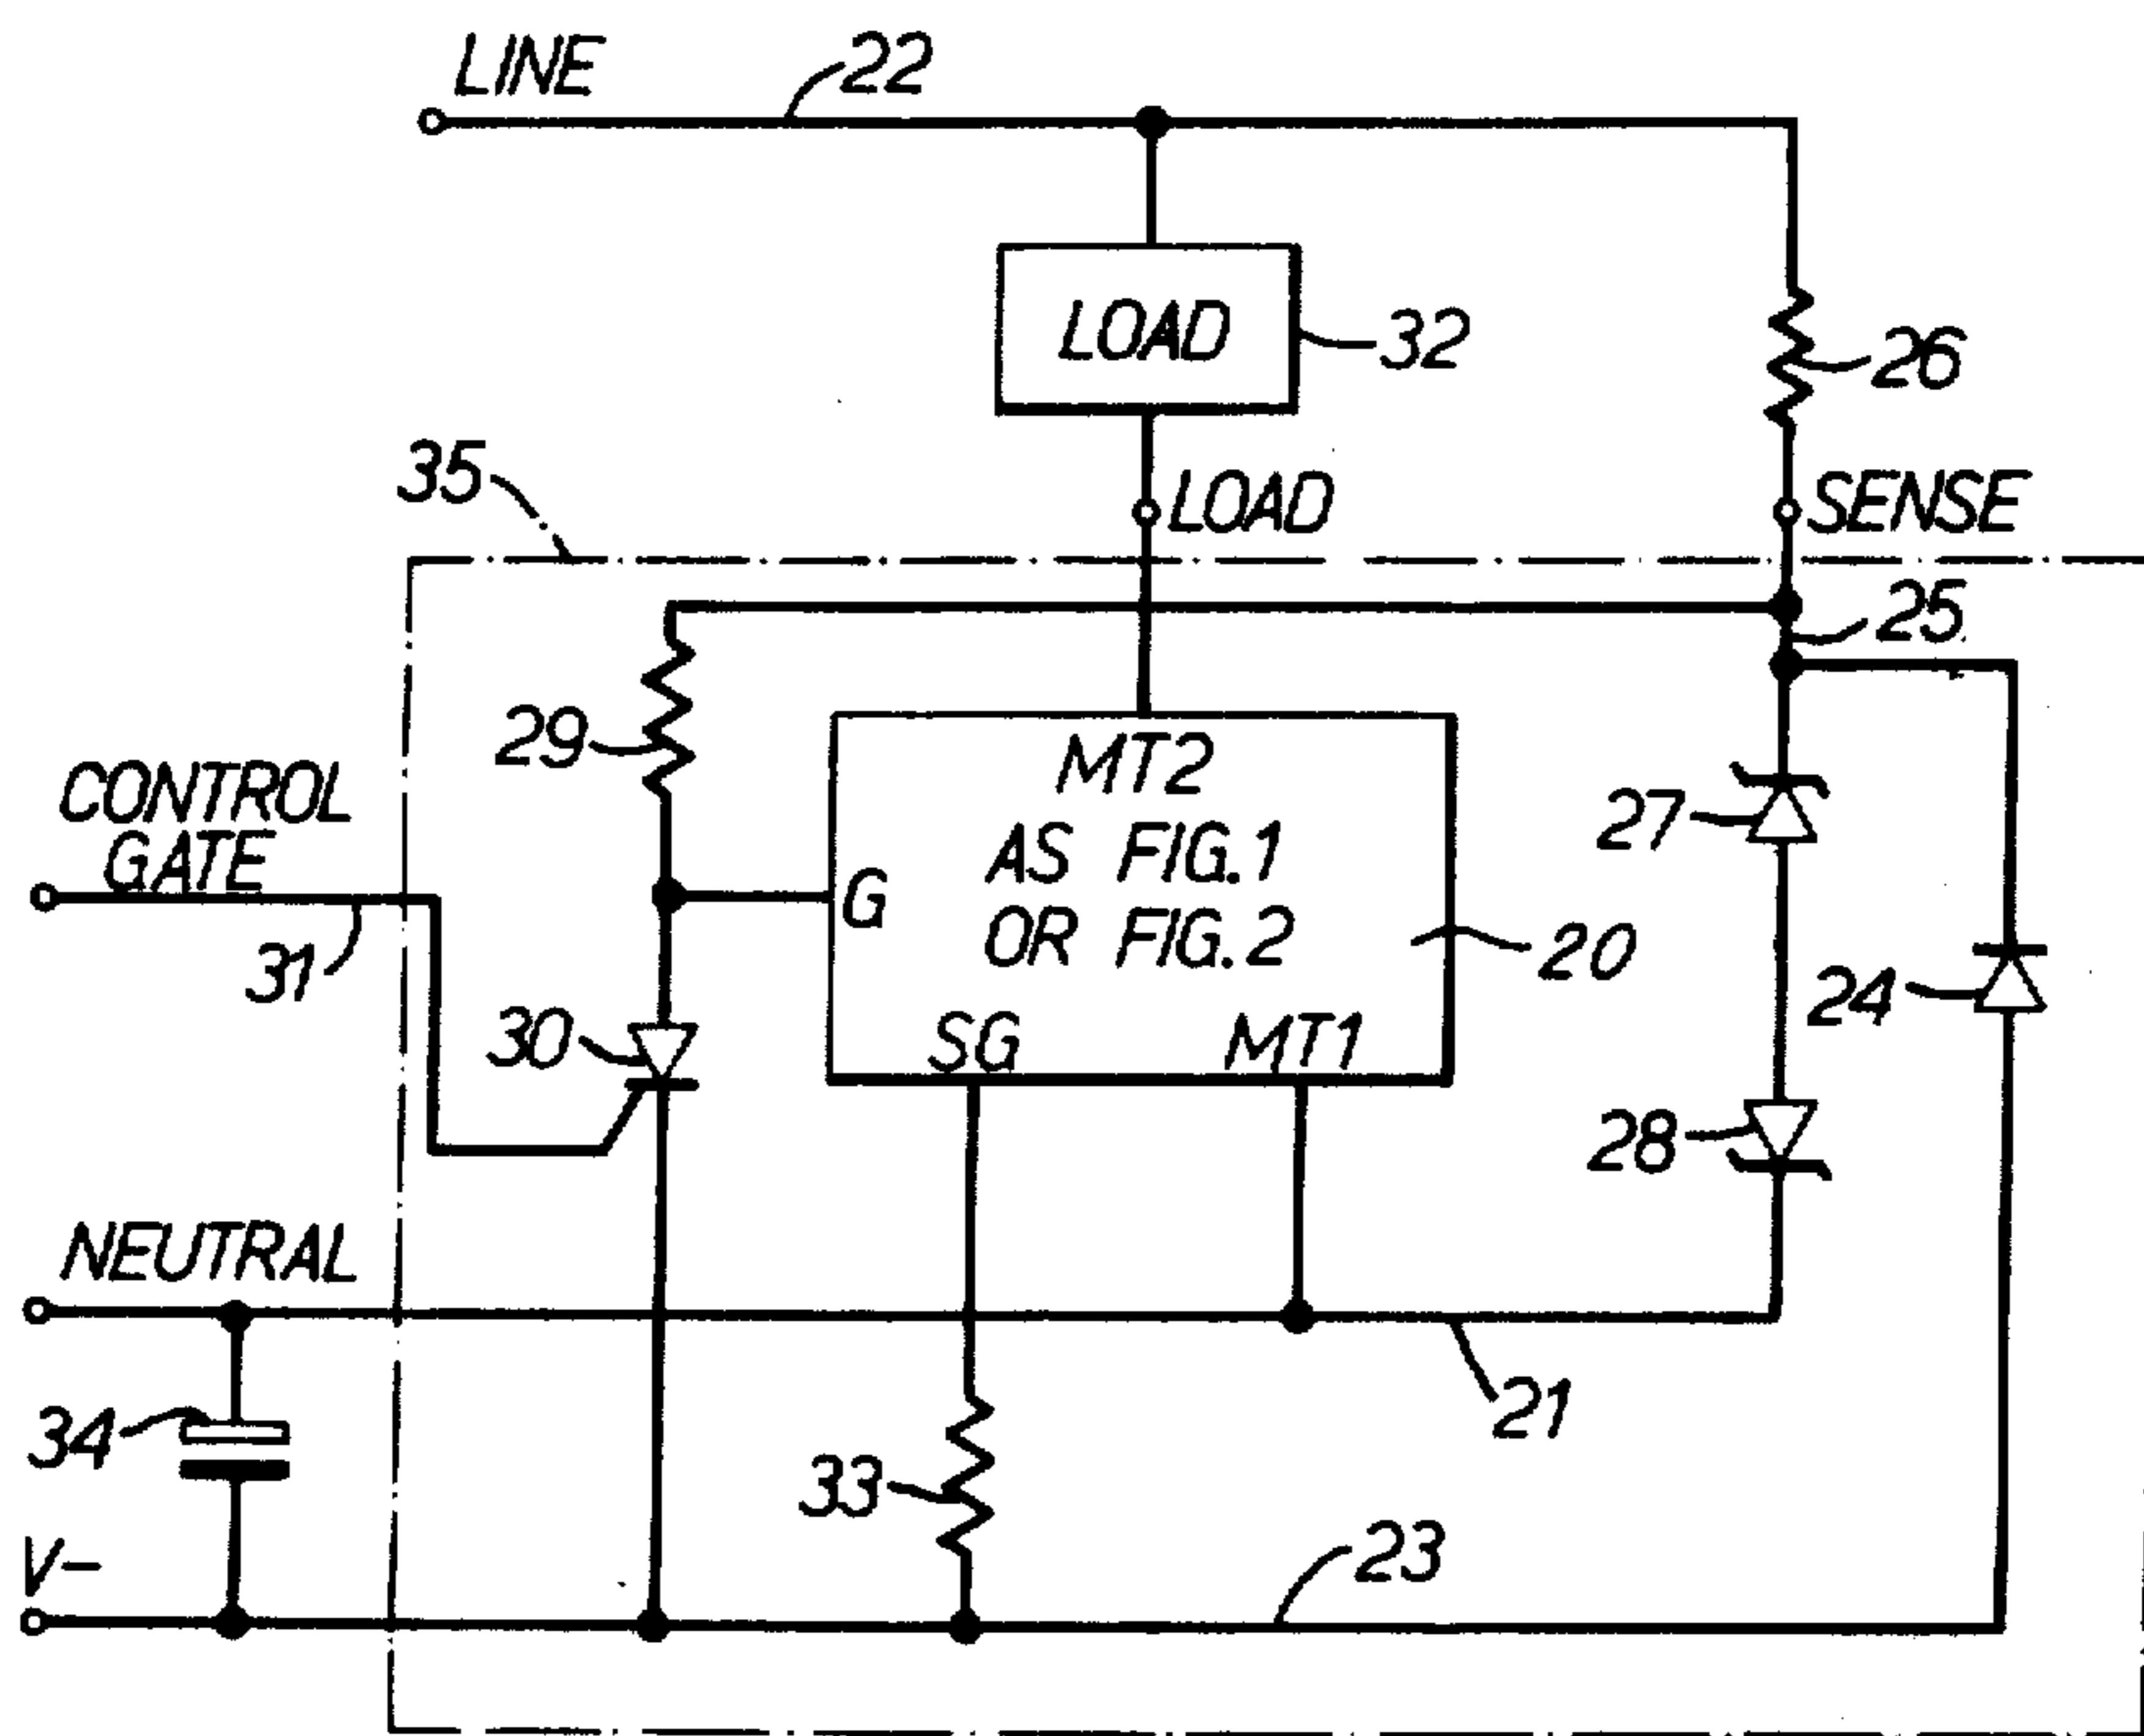 LINE
22
LOAD
32
26
35
LOAD
SENSE
25
29
MT2
AS FIG.1
OR FIG.2
G
20
SG
MT1
CONTROL
GATE
31
30
27
24
28
NEUTRAL
21
34
33
23
V-